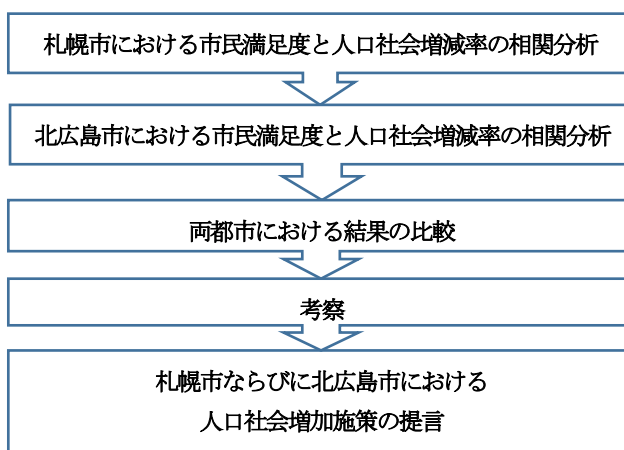 札幌市における市民満足度と人口社会増減率の相関分析
北広島市における市民満足度と人口社会増減率の相関分析
両都市における結果の比較
考察
札幌市ならびに北広島市における
人口社会増加施策の提言